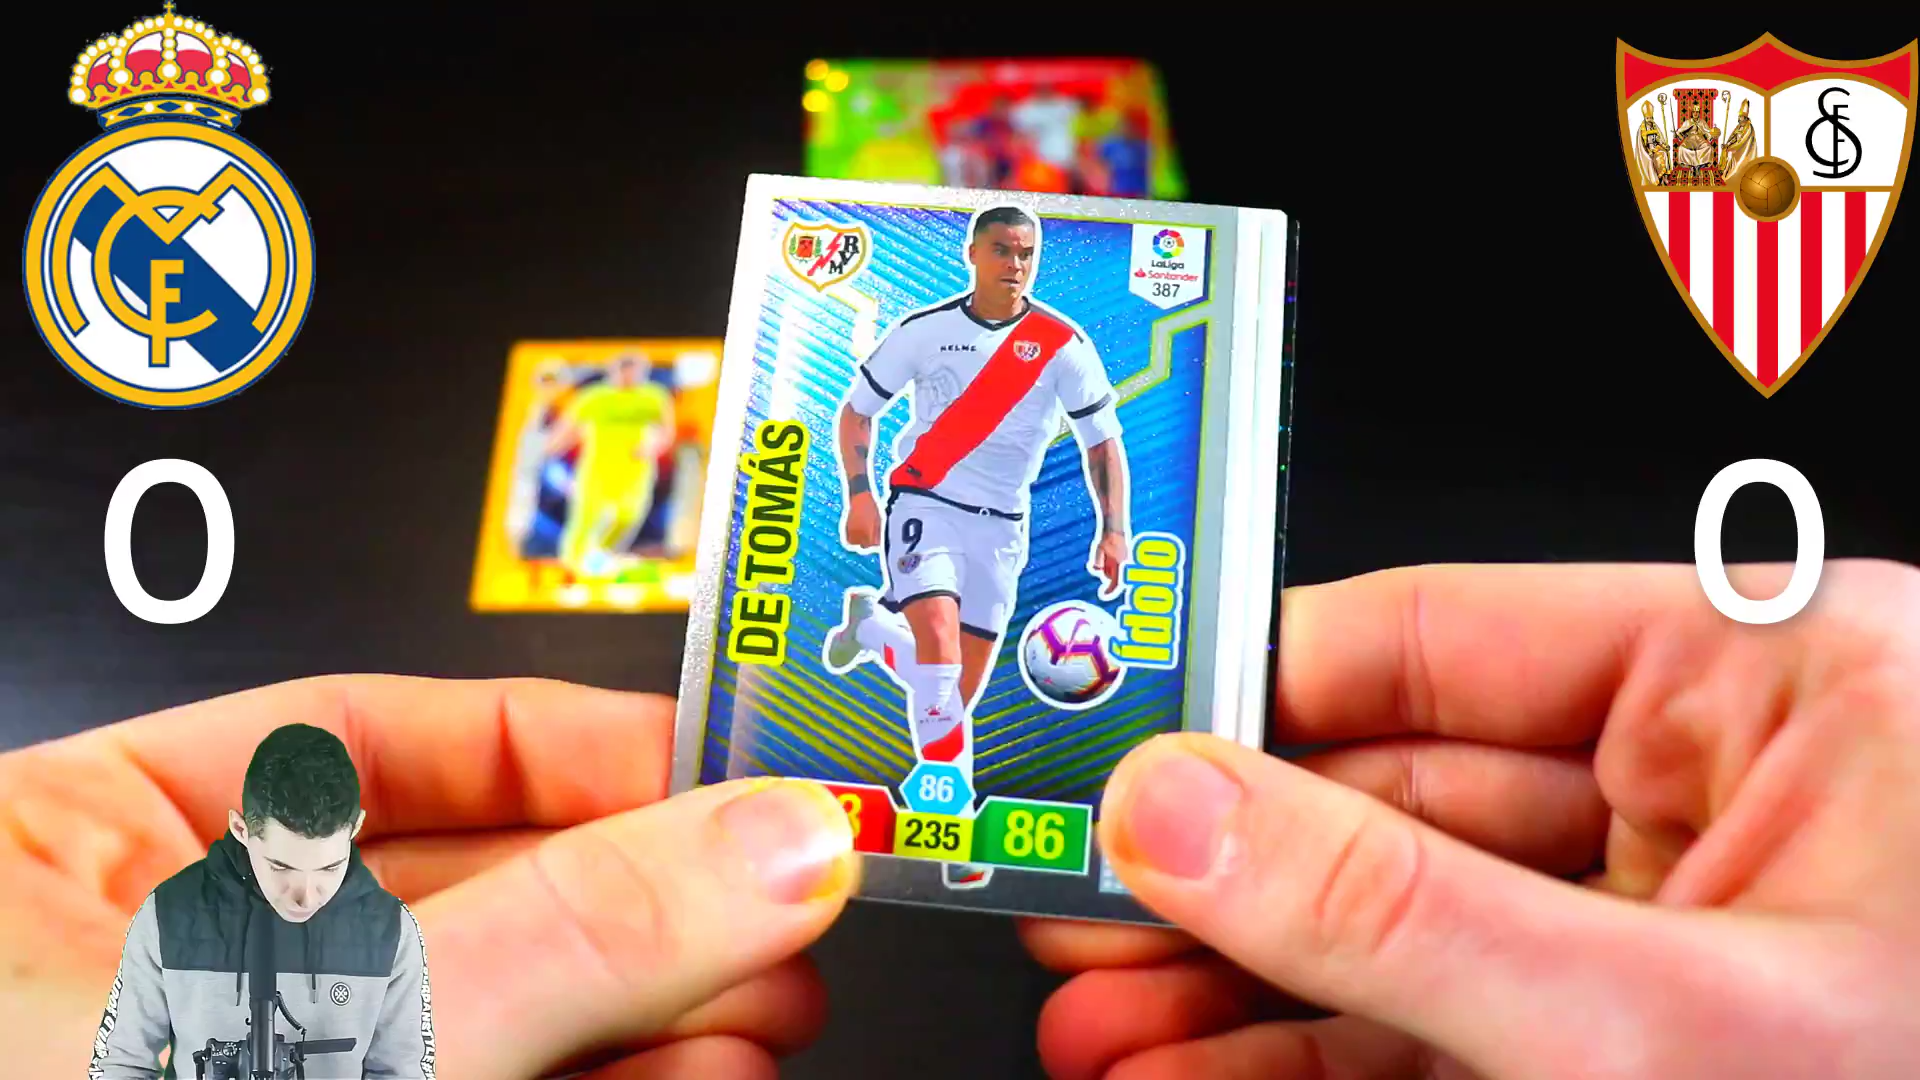 0
0
LaLiga
Santander
387
DE TOMÁS
KELME
9
Ídolo
86
235
86